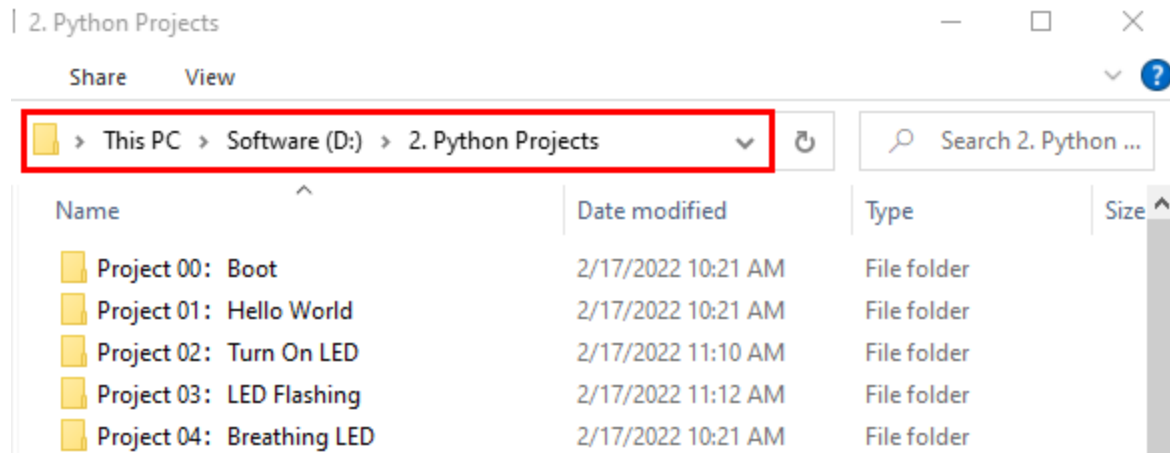 2. Python Projects
Share View
This PC > Software (D:) > 2. Python Projects Search 2. Python ...
Name Date modified Type Size
Project 00： Boot 2/17/2022 10:21 AM File folder
Project 01： Hello World 2/17/2022 10:21 AM File folder
Project 02： Turn On LED 2/17/2022 11:10 AM File folder
Project 03： LED Flashing 2/17/2022 11:12 AM File folder
Project 04： Breathing LED 2/17/2022 10:21 AM File folder